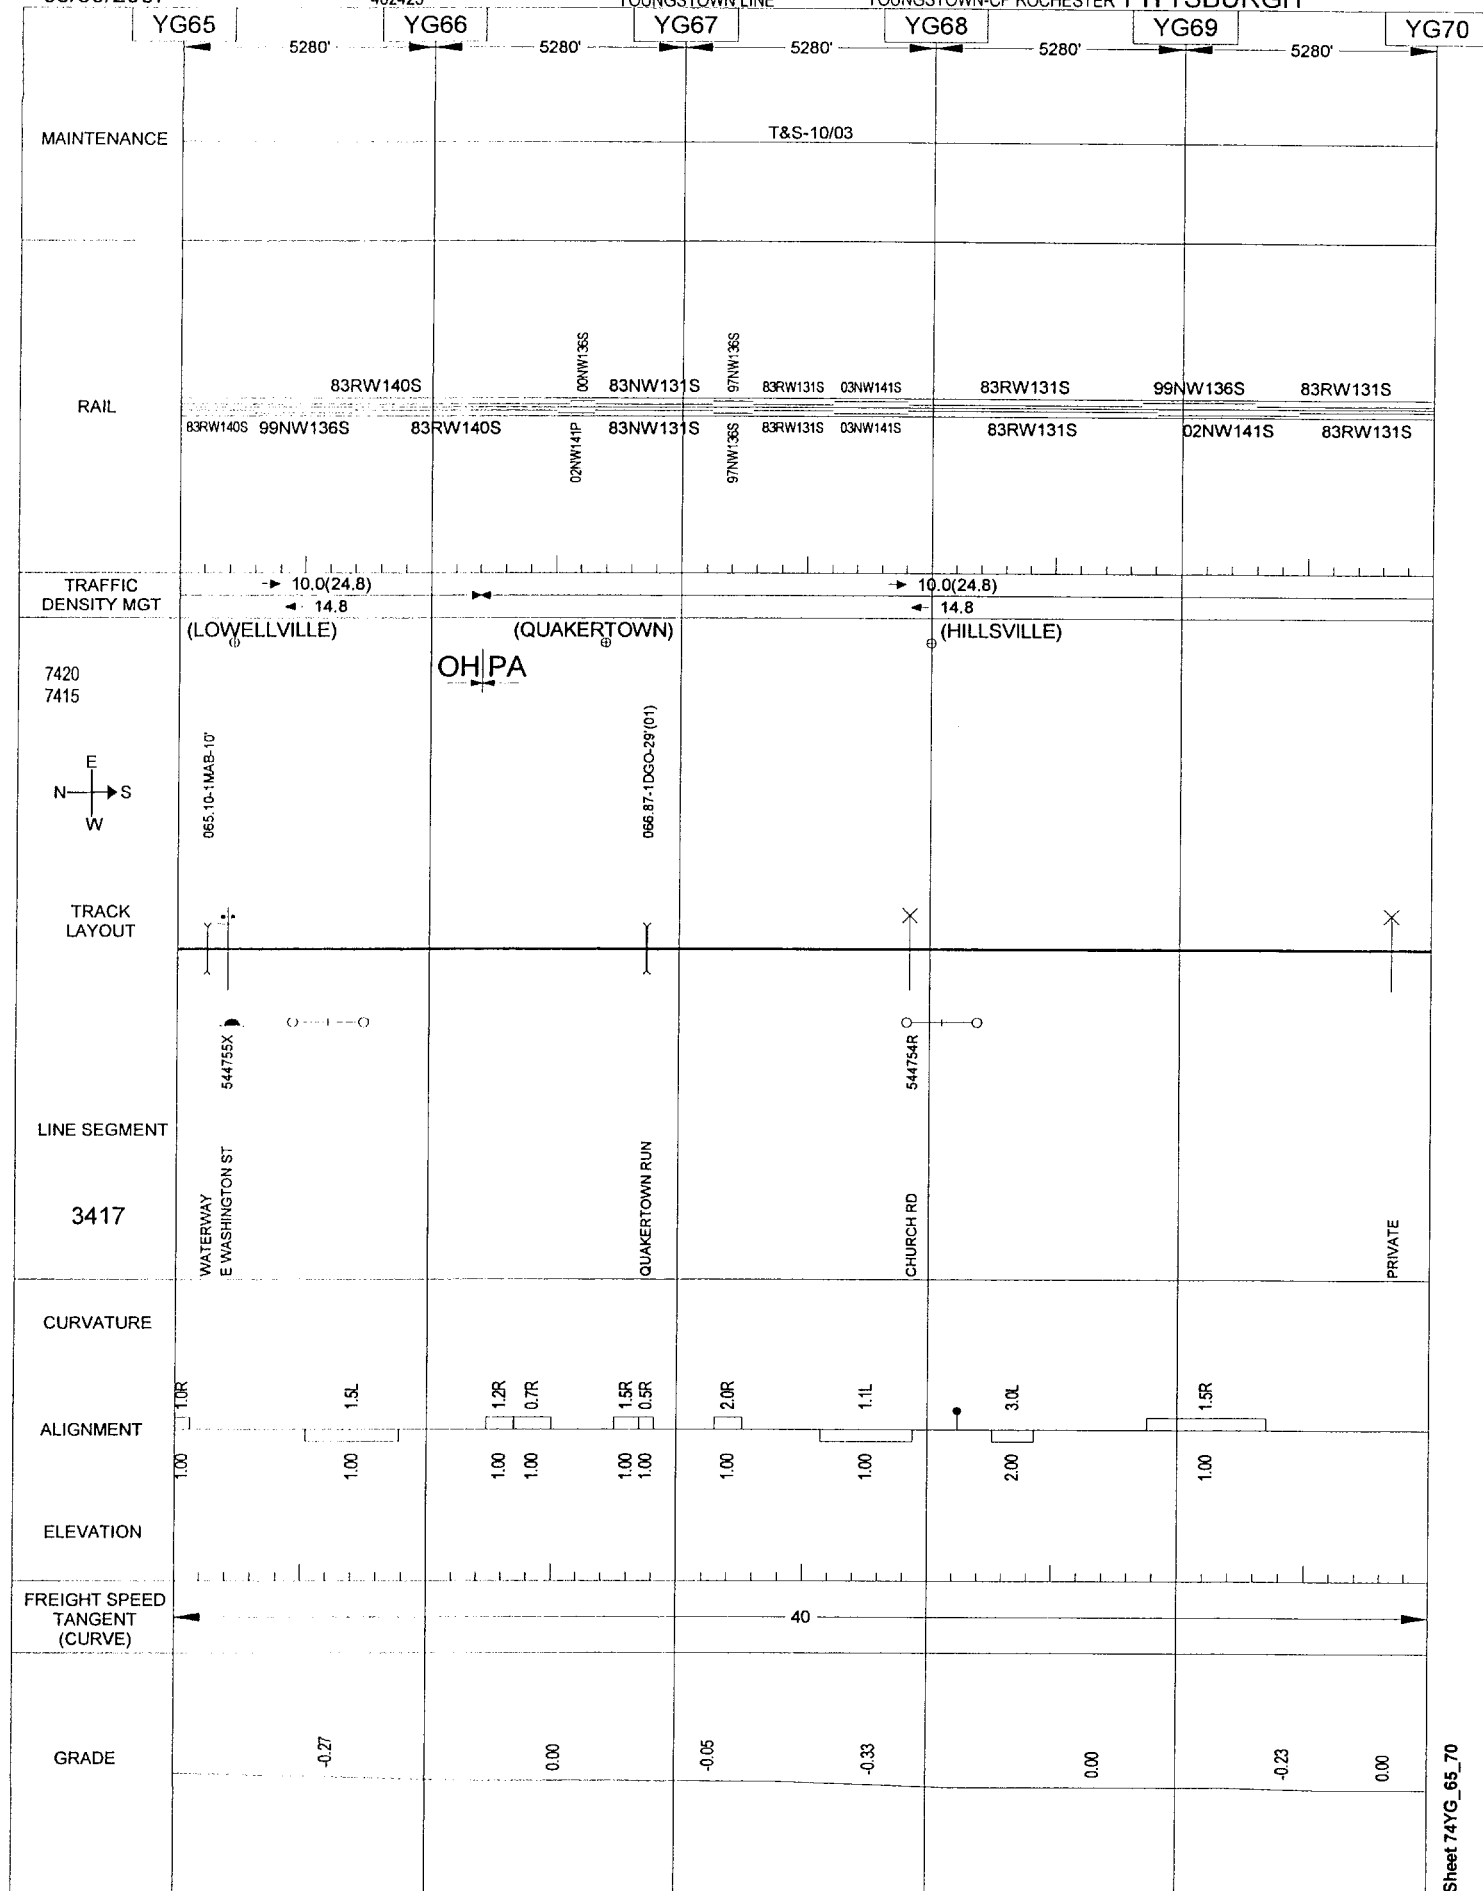 YOUNGSTOWN LINE YOUNGSTOWN-CP ROCHESTER PITTSBURGH
YG65 YG66 YG67 YG68 YG69 YG70
5280' 5280' 5280' 5280' 5280'
MAINTENANCE
T&S-10/03
RAIL
83RW140S 00NW136S 83NW131S 97NW136S 83RW131S 03NW141S 83RW131S 99NW136S 83RW131S
83RW140S 99NW136S 83RW140S 02NW141P 83NW131S 97NW136S 83RW131S 03NW141S 83RW131S 02NW141S 83RW131S
TRAFFIC
DENSITY MGT
10.0(24.8) 10.0(24.8)
14.8 14.8
(LOWELLVILLE) (QUAKERTOWN) (HILLSVILLE)
OH PA
7420
7415
E
N S
W
065.10-1MAB-10'
066.87-1DGO-29'(01)
TRACK
LAYOUT
544755X
544754R
LINE SEGMENT
3417
WATERWAY
E WASHINGTON ST
QUAKERTOWN RUN
CHURCH RD
PRIVATE
CURVATURE
1.0R 1.5L 1.2R 0.7R 1.5R 0.5R 2.0R 1.1L 3.0L 1.5R
ALIGNMENT
1.00 1.00 1.00 1.00 1.00 1.00 1.00 1.00 2.00 1.00
ELEVATION
FREIGHT SPEED
TANGENT
(CURVE)
40
GRADE
-0.27 0.00 -0.05 -0.33 0.00 -0.23 0.00
Sheet 74YG_65_70